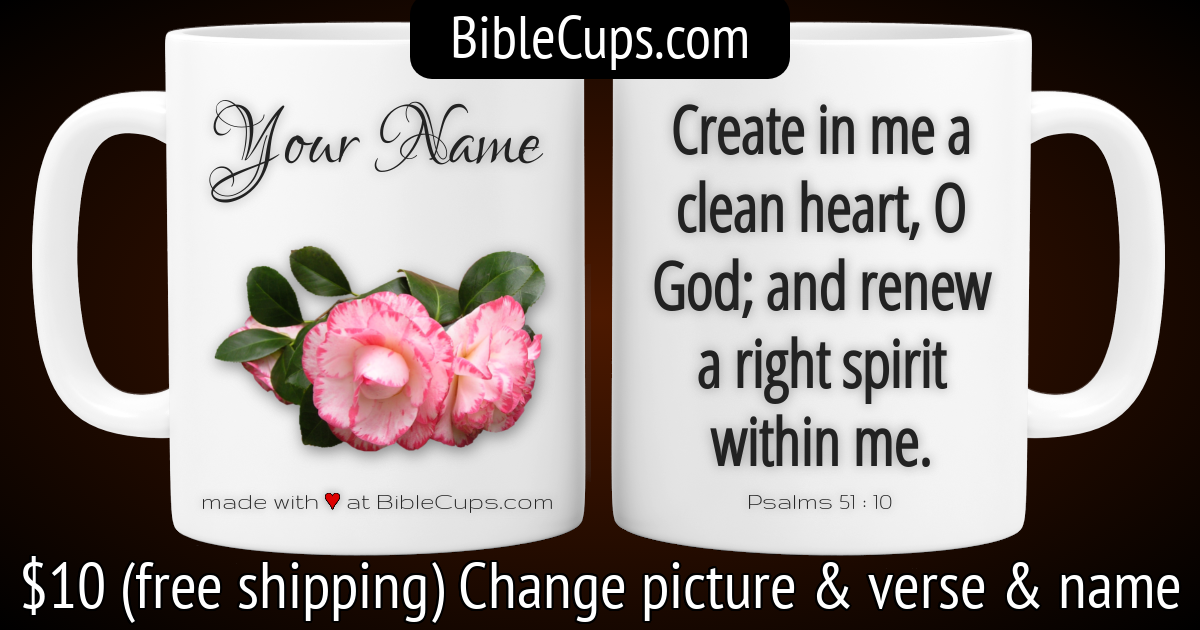 BibleCups.com
Your Name
made with ♥ at BibleCups.com
Create in me a
clean heart, O
God; and renew
a right spirit
within me.
Psalms 51 : 10
$10 (free shipping) Change picture & verse & name